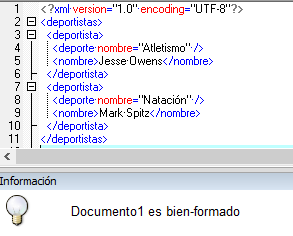 1 <?xml version="1.0" encoding="UTF-8"?>
2 <deportistas>
3 <deportista>
4 <deporte nombre="Atletismo" />
5 <nombre>Jesse Owens</nombre>
6 </deportista>
7 <deportista>
8 <deporte nombre="Natación" />
9 <nombre>Mark Spitz</nombre>
10 </deportista>
11 </deportistas>
Información
Documento1 es bien-formado